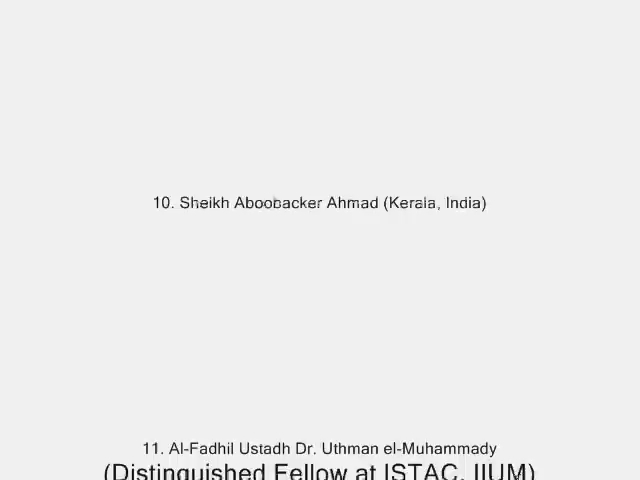 10. Sheikh Aboobacker Ahmad (Kerala, India)
11. Al-Fadhil Ustadh Dr. Uthman el-Muhammady
(Distinguished Fellow at ISTAC, IIUM)